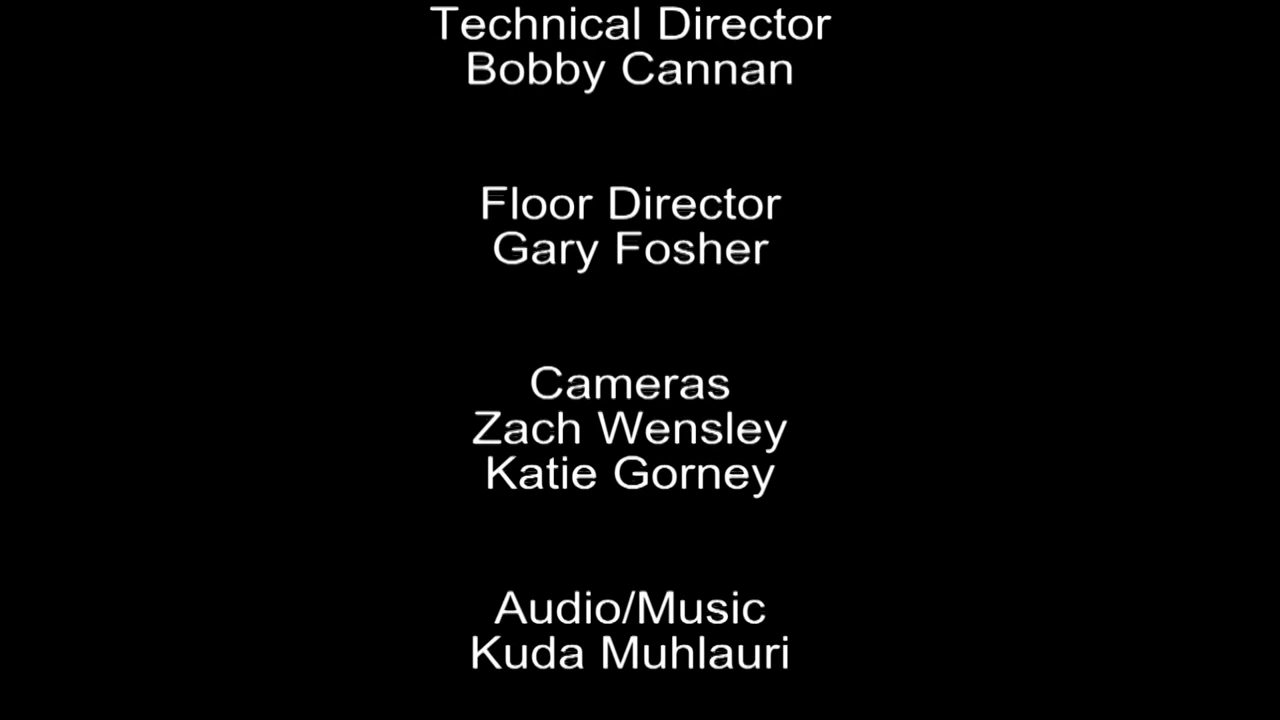 Technical Director
Bobby Cannan
Floor Director
Gary Fosher
Cameras
Zach Wensley
Katie Gorney
Audio/Music
Kuda Muhlauri